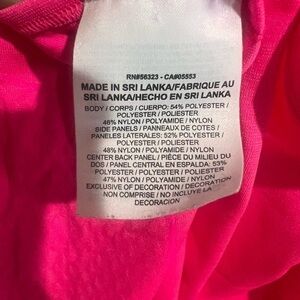 RN#56323 - CA#05553
MADE IN SRI LANKA/FABRIQUE AU
SRI LANKA/HECHO EN SRI LANKA
BODY / CORPS / CUERPO: 54% POLYESTER /
POLYESTER / POLIESTER
46% NYLON / POLYAMIDE / NYLON
SIDE PANELS / PANNEAUX DE COTES /
PANELES LATERALES: 52% POLYESTER /
POLYESTER / POLIESTER
48% NYLON / POLYAMIDE / NYLON
CENTER BACK PANEL / PIÈCE DU MILIEU DU
DOS / PANEL CENTRAL EN ESPALDA: 53%
POLYESTER / POLYESTER / POLIESTER
47% NYLON / POLYAMIDE / NYLON
EXCLUSIVE OF DECORATION / DECORATION
NON COMPRISE / NO INCLUYE LA
DECORACION